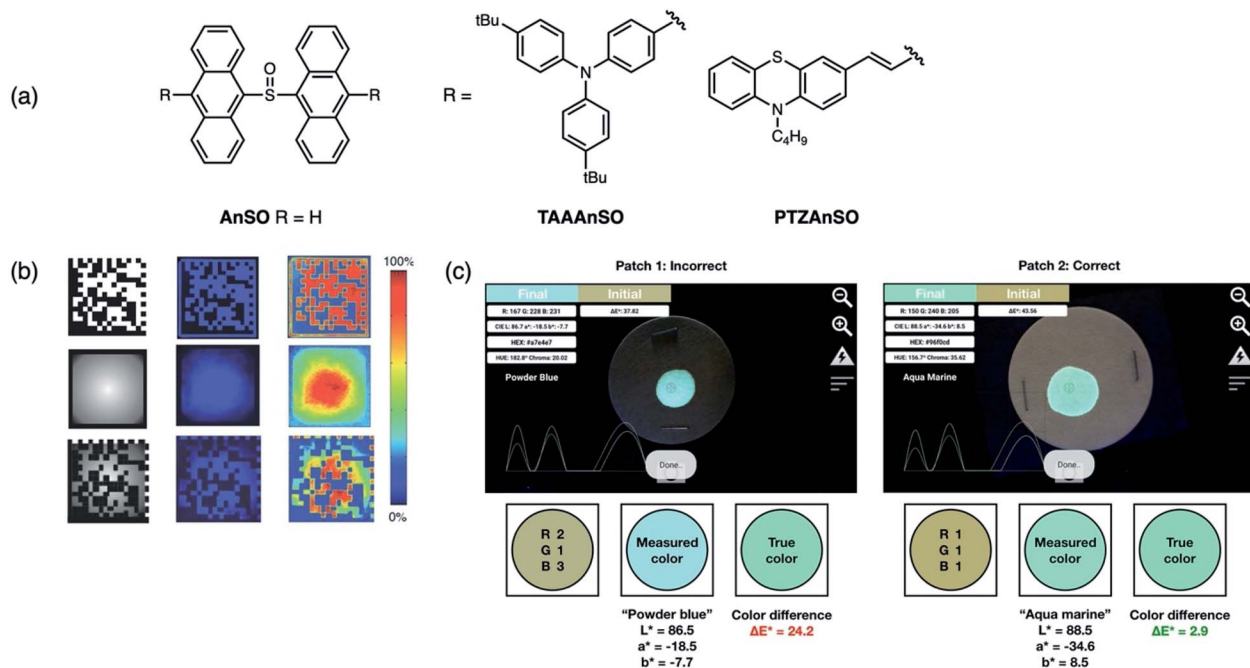 (a)
R
O
S
R
R =
tBu
N
tBu
S
N
C4H9
AnSO R = H
TAAAnSO
PTZAnSO
(b)
100%
0%
(c)
Patch 1: Incorrect
Final
Initial
R: 167 G: 228 B: 231
ΔE*: 37.82
CIE L: 86.7 a*: -18.5 b*: -7.7
HEX: #a7e4e7
HUE: 182.8° Chroma: 20.02
Powder Blue
Done..
R 2
G 1
B 3
Measured
color
True
color
"Powder blue"
L* = 86.5
a* = -18.5
b* = -7.7
Color difference
ΔE* = 24.2
Patch 2: Correct
Final
Initial
R: 150 G: 240 B: 205
ΔE*: 43.56
CIE L: 88.5 a*: -34.6 b*: 8.5
HEX: #96f0cd
HUE: 156.7° Chroma: 35.62
Aqua Marine
Done..
R 1
G 1
B 1
Measured
color
True
color
"Aqua marine"
L* = 88.5
a* = -34.6
b* = 8.5
Color difference
ΔE* = 2.9